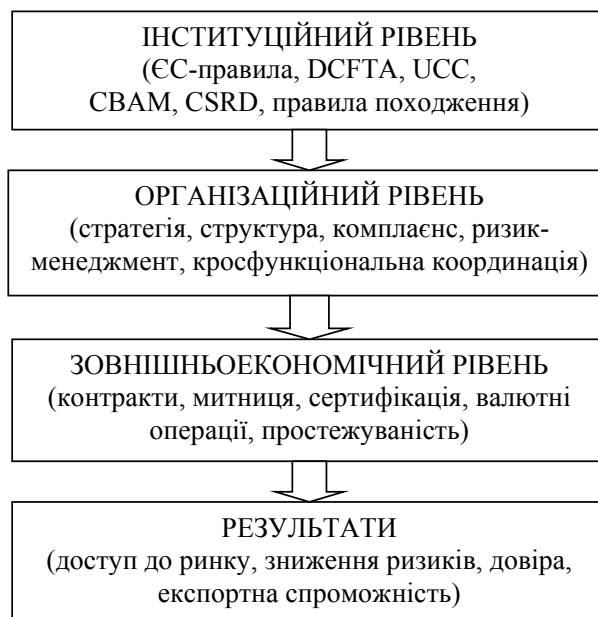 ІНСТИТУЦІЙНИЙ РІВЕНЬ
(ЄС-правила, DCFTA, UCC,
CBAM, CSRD, правила походження)
ОРГАНІЗАЦІЙНИЙ РІВЕНЬ
(стратегія, структура, комплаєнс, ризик-
менеджмент, кросфункціональна координація)
ЗОВНІШНЬОЕКОНОМІЧНИЙ РІВЕНЬ
(контракти, митниця, сертифікація, валютні
операції, простежуваність)
РЕЗУЛЬТАТИ
(доступ до ринку, зниження ризиків, довіра,
експортна спроможність)